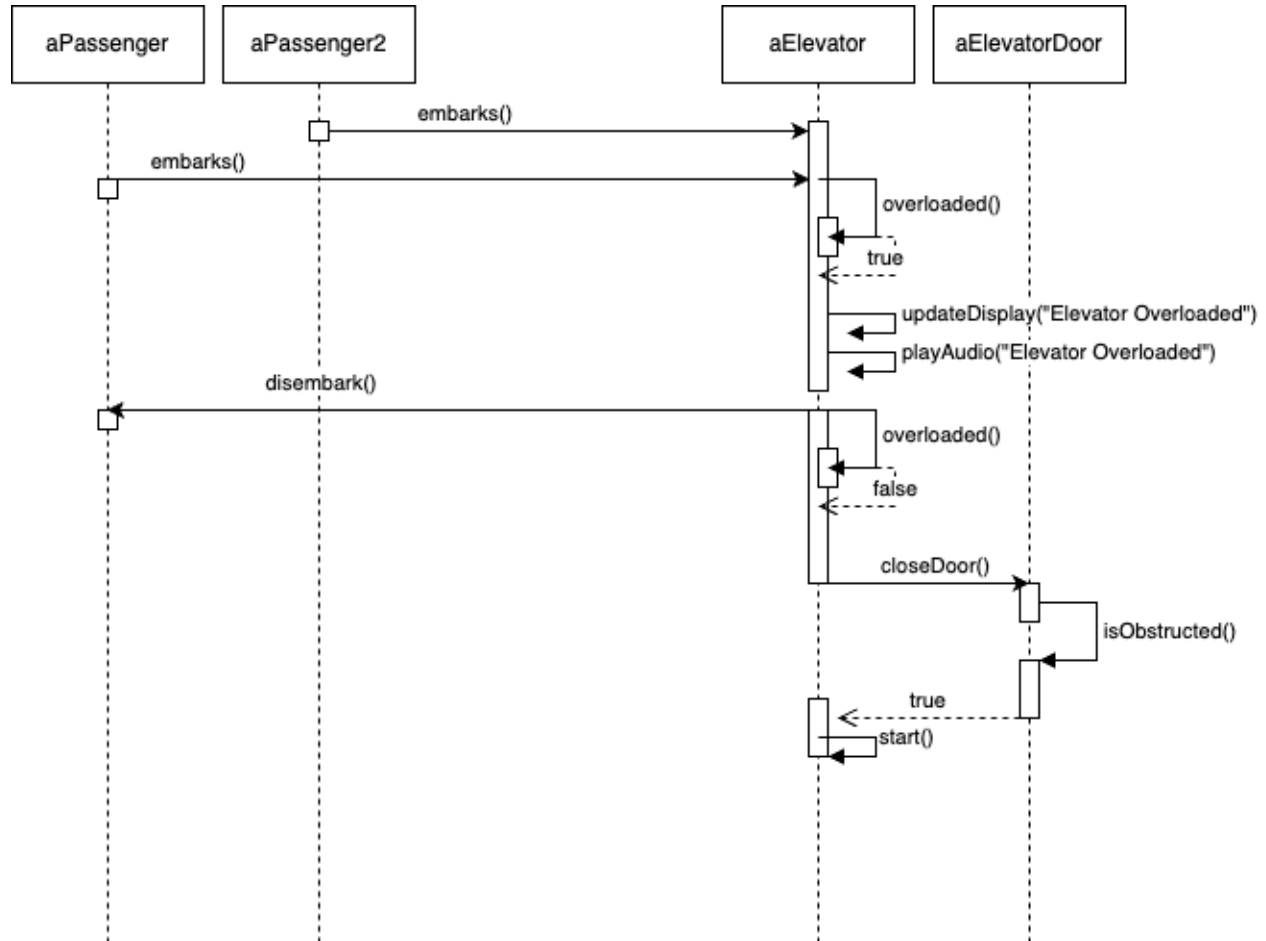 aPassenger
aPassenger2
aElevator
aElevatorDoor
embarks()
embarks()
overloaded()
true
updateDisplay("Elevator Overloaded")
playAudio("Elevator Overloaded")
disembark()
overloaded()
false
closeDoor()
isObstructed()
true
start()